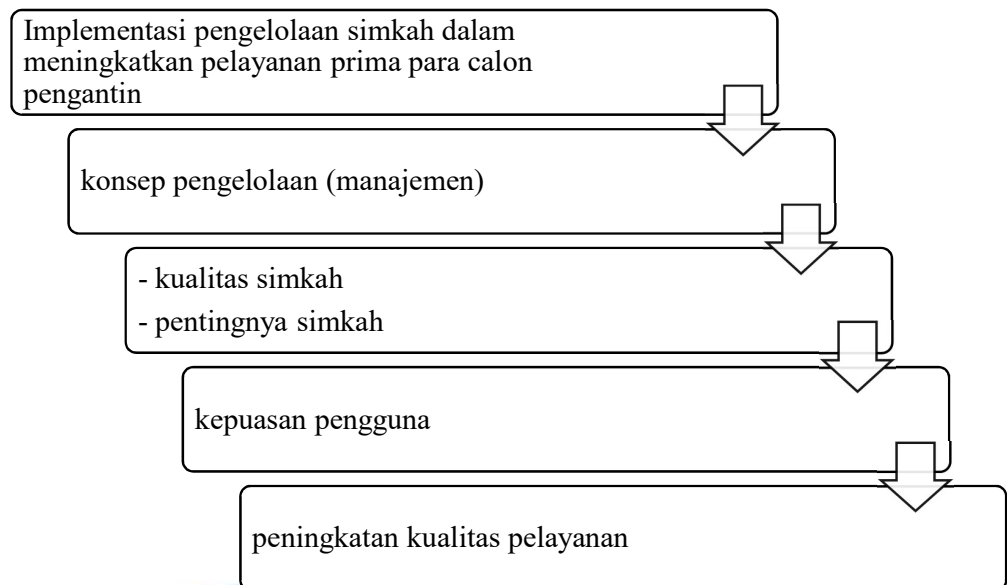 Implementasi pengelolaan simkah dalam
meningkatkan pelayanan prima para calon
pengantin
konsep pengelolaan (manajemen)
- kualitas simkah
- pentingnya simkah
kepuasan pengguna
peningkatan kualitas pelayanan